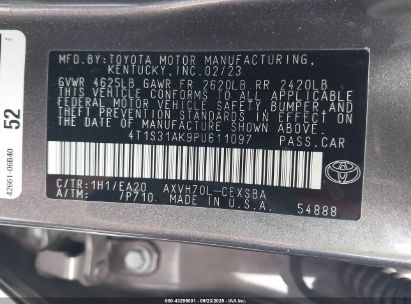 MFD.BY:TOYOTA MOTOR MANUFACTURING,
KENTUCKY,INC.02/23
GVWR 4625LB GAWR FR 2620LB RR 2420LB
THIS VEHICLE CONFORMS TO ALL APPLICABLE
FEDERAL MOTOR VEHICLE SAFETY,BUMPER,AND
THEFT PREVENTION STANDARDS IN EFFECT ON
THE DATE OF MANUFACTURE SHOWN ABOVE.
4T1S31AK9PU611097 PASS.CAR
C/TR:1H1/EA20 AXVH70L-CEXSBA
A/TM: /P710. MADE IN U.S.A.
54888
TOYOTA
52
42661-06B40